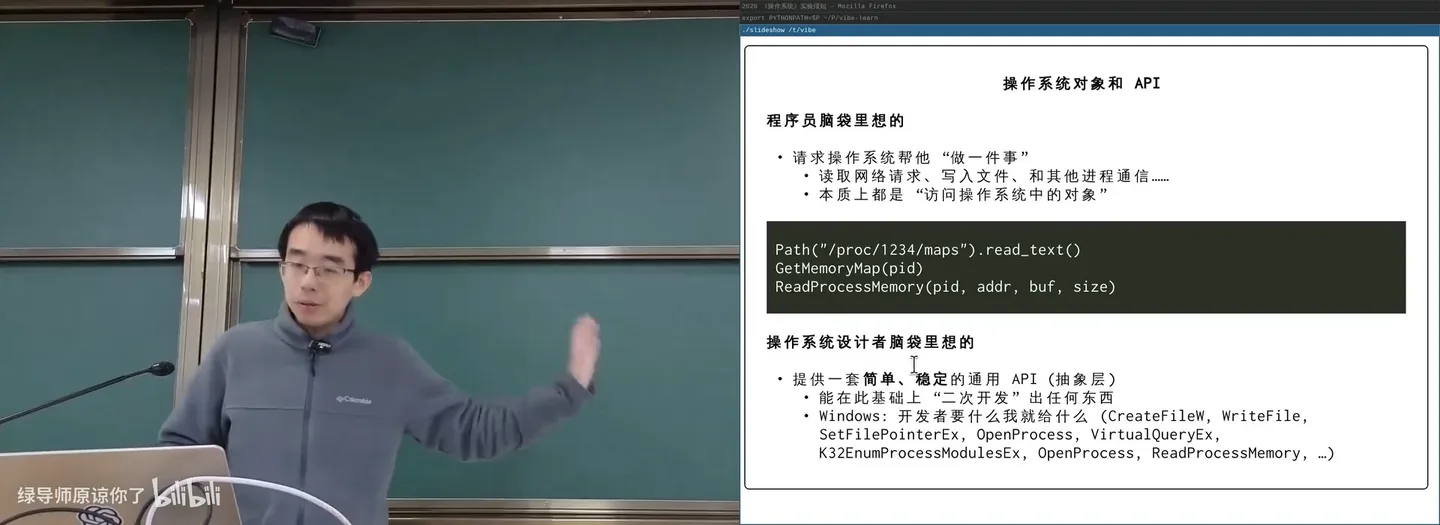 2026 《操作系统》实验须知 — Mozilla Firefox
export PYTHONPATH=$P ~/P/vibe-learn
./slideshow /t/vibe
操作系统对象和 API
程序员脑袋里想的
• 请求操作系统帮他 “做一件事”
• 读取网络请求、写入文件、和其他进程通信……
• 本质上都是 “访问操作系统中的对象”
Path("/proc/1234/maps").read_text()
GetMemoryMap(pid)
ReadProcessMemory(pid, addr, buf, size)
操作系统设计者脑袋里想的
• 提供一套简单、稳定的通用 API (抽象层)
• 能在此基础上 “二次开发” 出任何东西
• Windows: 开发者要什么我就给什么 (CreateFileW, WriteFile,
SetFilePointerEx, OpenProcess, VirtualQueryEx,
K32EnumProcessModulesEx, OpenProcess, ReadProcessMemory, …)
Columbia
绿导师原谅你了 bilibili